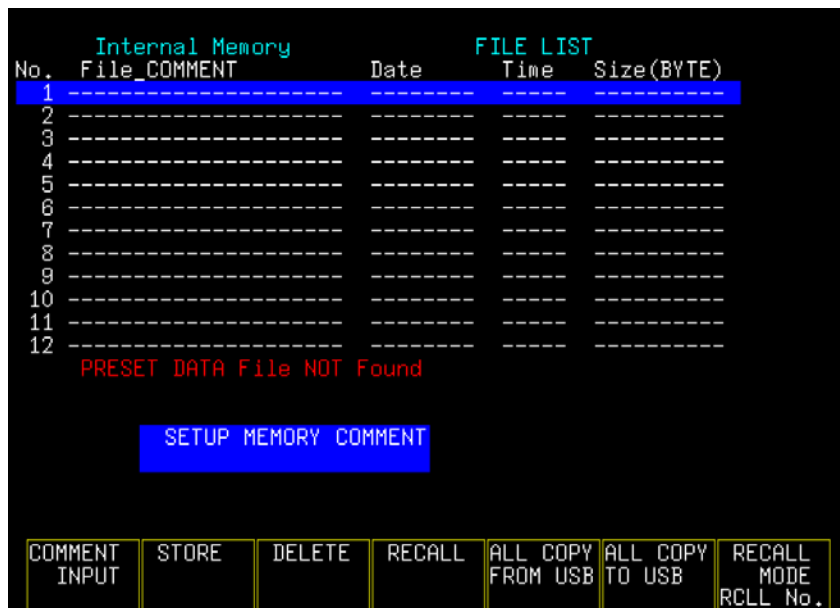 Internal Memory FILE LIST
No. File_COMMENT Date Time Size(BYTE)
1 --------------------- -------- ----- ----------
2 --------------------- -------- ----- ----------
3 --------------------- -------- ----- ----------
4 --------------------- -------- ----- ----------
5 --------------------- -------- ----- ----------
6 --------------------- -------- ----- ----------
7 --------------------- -------- ----- ----------
8 --------------------- -------- ----- ----------
9 --------------------- -------- ----- ----------
10 --------------------- -------- ----- ----------
11 --------------------- -------- ----- ----------
12 --------------------- -------- ----- ----------
PRESET DATA File NOT Found
SETUP MEMORY COMMENT
COMMENT INPUT
STORE
DELETE
RECALL
ALL COPY FROM USB
ALL COPY TO USB
RECALL MODE RCLL No.